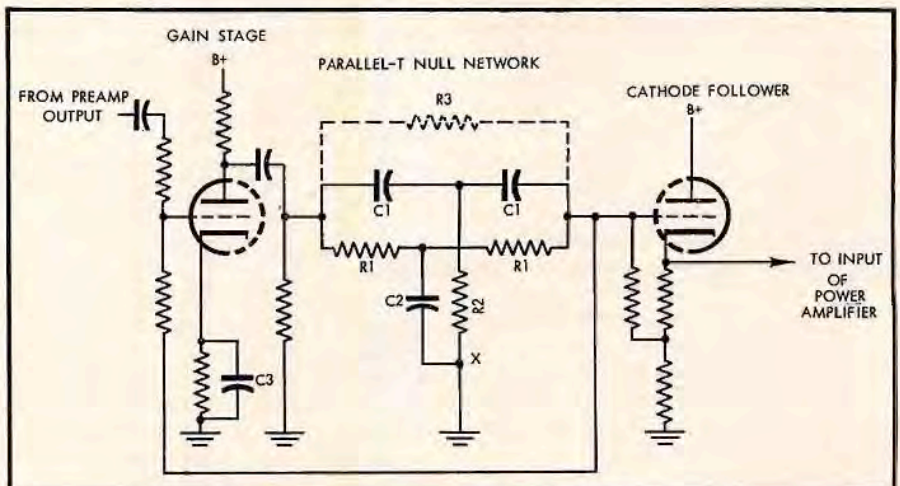 GAIN STAGE
B+
PARALLEL-T NULL NETWORK
FROM PREAMP
OUTPUT
R3
CATHODE FOLLOWER
B+
C1
C1
R1
R1
C2
R2
X
C3
TO INPUT
OF
POWER
AMPLIFIER